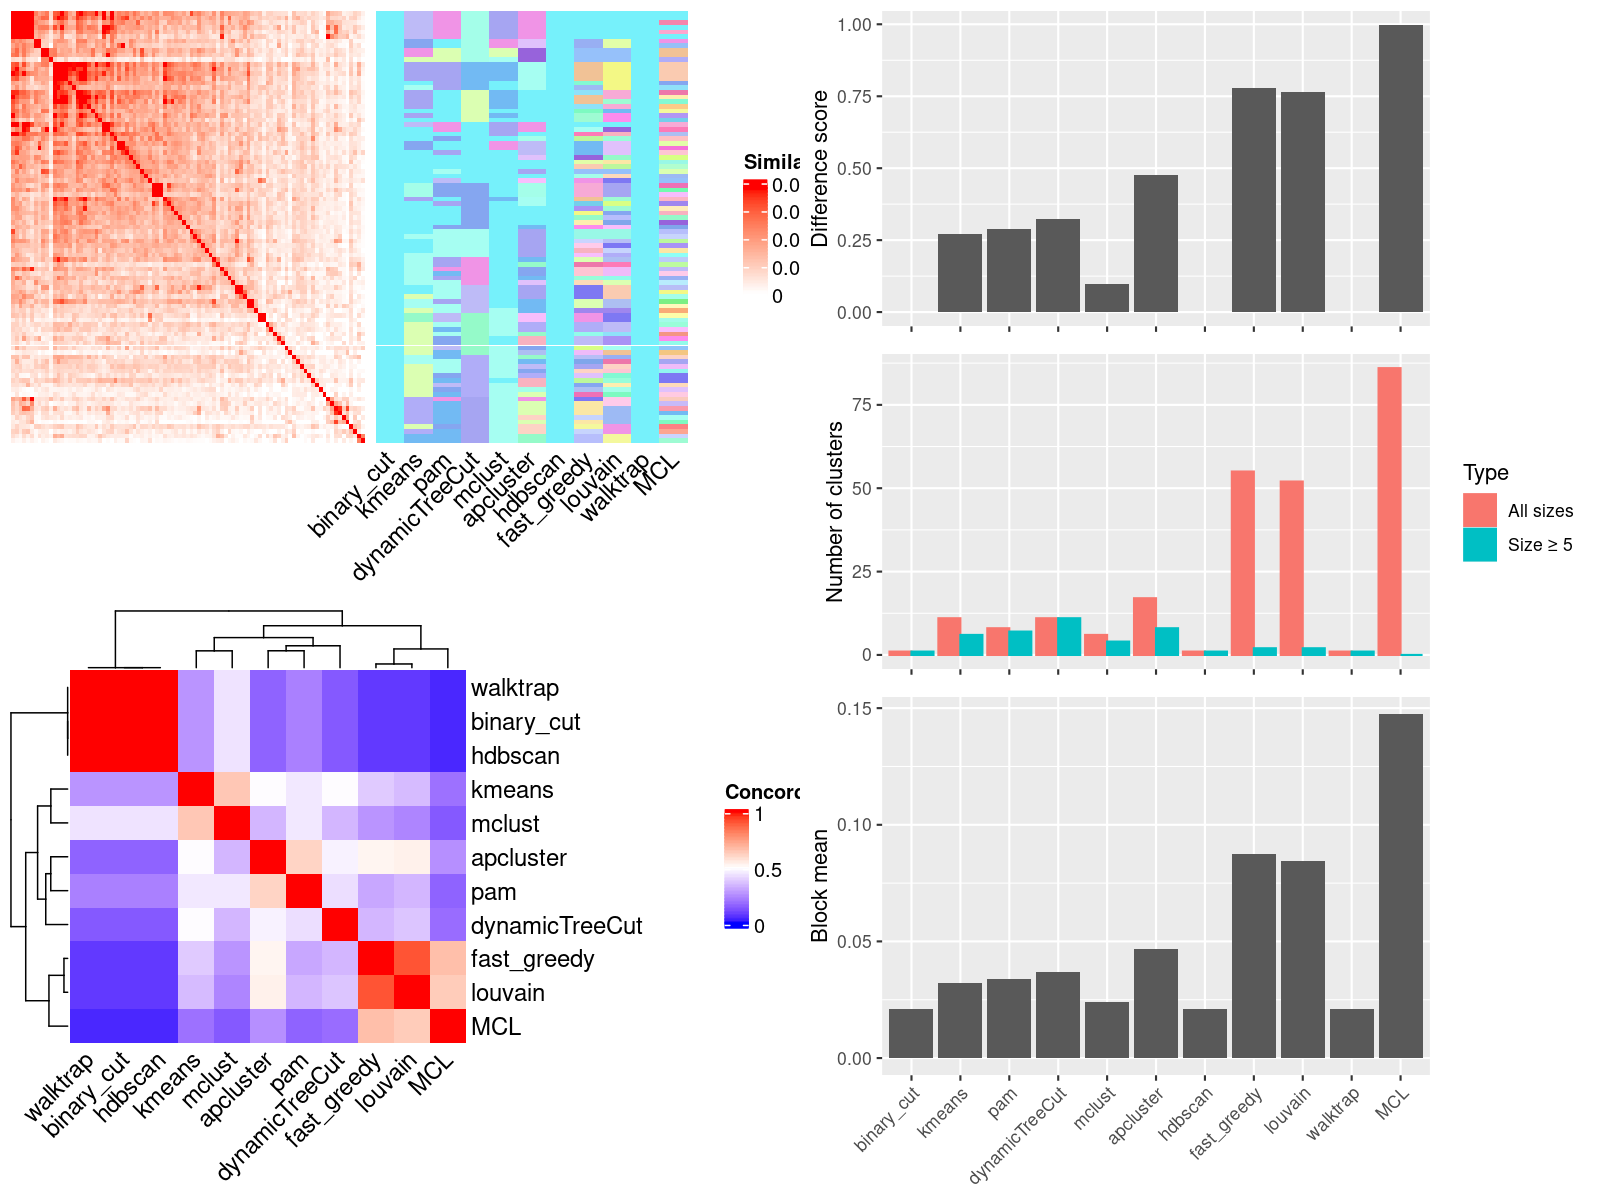 Simila
0.0
0.0
0.0
0.0
0
binary_cut
kmeans
pam
dynamicTreeCut
mclust
apcluster
hdbscan
fast_greedy
louvain
walktrap
MCL
walktrap
binary_cut
hdbscan
kmeans
mclust
apcluster
pam
dynamicTreeCut
fast_greedy
louvain
MCL
walktrap
binary_cut
hdbscan
kmeans
mclust
apcluster
pam
dynamicTreeCut
fast_greedy
louvain
MCL
Concord
1
0.5
0
Difference score
1.00
0.75
0.50
0.25
0.00
Number of clusters
75
50
25
0
Type
All sizes
Size ≥ 5
Block mean
0.15
0.10
0.05
0.00
binary_cut
kmeans
pam
dynamicTreeCut
mclust
apcluster
hdbscan
fast_greedy
louvain
walktrap
MCL